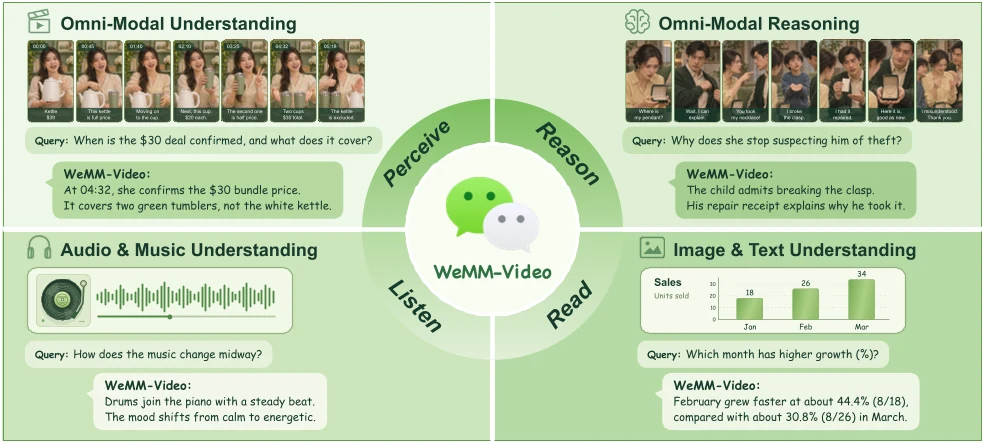 Omni-Modal Understanding
00:00
00:45
01:40
02:10
03:25
04:32
05:18
Kettle
$39
This kettle
is full price.
Moving on
to the cup.
Next, this cup.
$20 each.
The second one
is half price.
Two cups
$30 total.
The kettle
is excluded.
Query: When is the $30 deal confirmed, and what does it cover?
WeMM-Video:
At 04:32, she confirms the $30 bundle price.
It covers two green tumblers, not the white kettle.
Omni-Modal Reasoning
Where is
my pendant?
Wait. I can
explain.
You took
my necklace!
I broke
the clasp.
I had it
repaired.
Here it is,
good as new.
I misunderstood.
Thank you.
Query: Why does she stop suspecting him of theft?
WeMM-Video:
The child admits breaking the clasp.
His repair receipt explains why he took it.
Perceive
Reason
Listen
Read
WeMM-Video
Audio & Music Understanding
Query: How does the music change midway?
WeMM-Video:
Drums join the piano with a steady beat.
The mood shifts from calm to energetic.
Image & Text Understanding
Sales
Units sold
30
20
10
0
18
26
34
Jan
Feb
Mar
Query: Which month has higher growth (%)?
WeMM-Video:
February grew faster at about 44.4% (8/18),
compared with about 30.8% (8/26) in March.